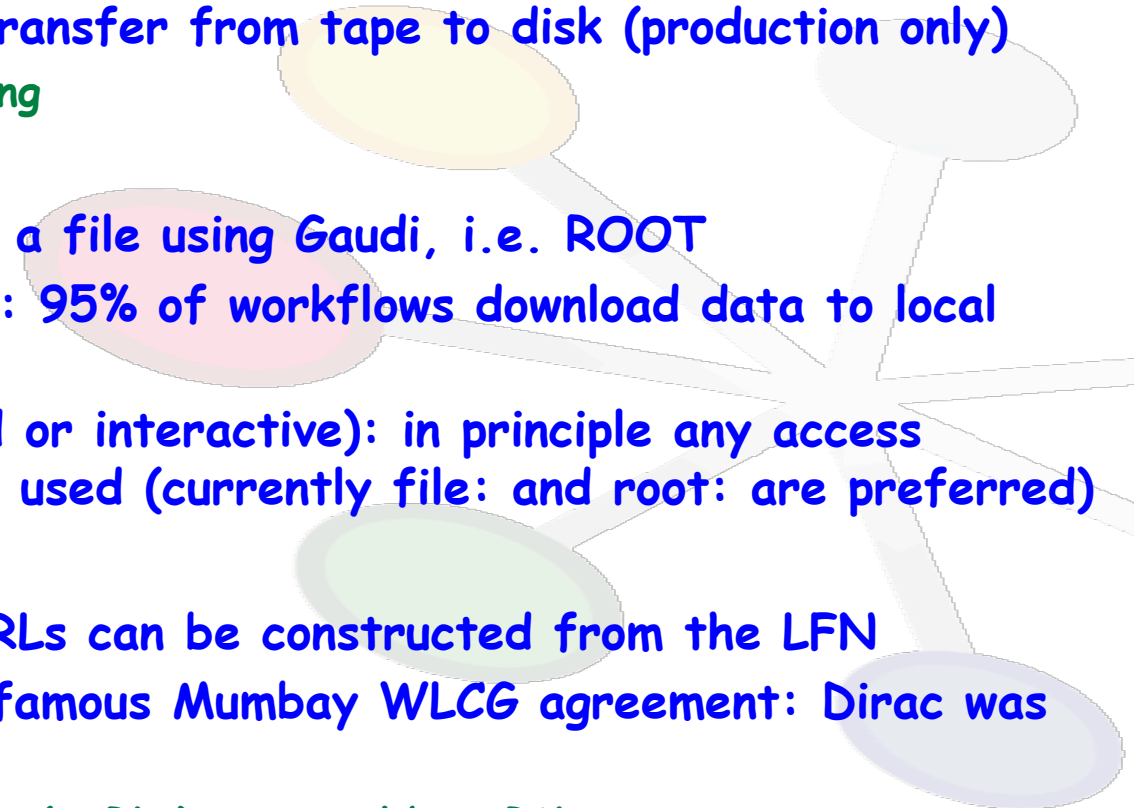 ransfer from tape to disk (production only)
ng
a file using Gaudi, i.e. ROOT
: 95% of workflows download data to local
or interactive): in principle any access
used (currently file: and root: are preferred)
RLs can be constructed from the LFN
famous Mumbay WLCG agreement: Dirac was